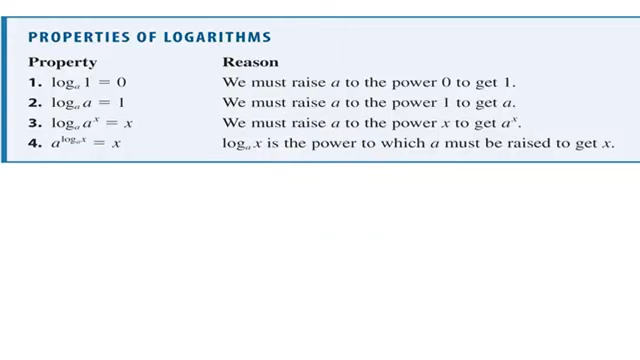 PROPERTIES OF LOGARITHMS
Property Reason
1. logₐ 1 = 0 We must raise a to the power 0 to get 1.
2. logₐ a = 1 We must raise a to the power 1 to get a.
3. logₐ aˣ = x We must raise a to the power x to get aˣ.
4. a^(logₐ x) = x logₐ x is the power to which a must be raised to get x.